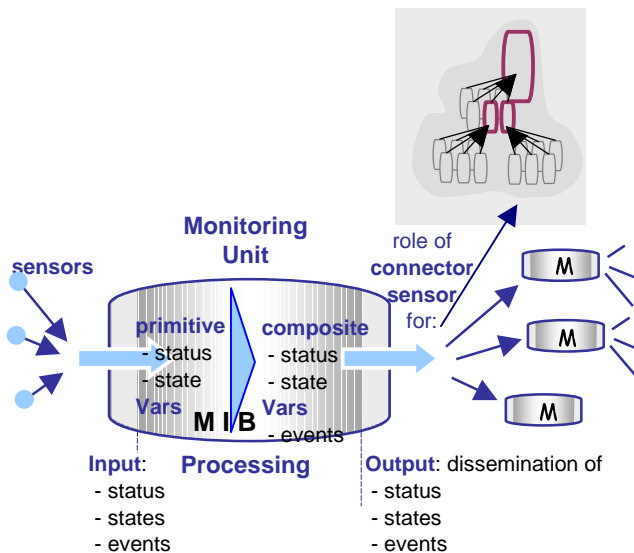 Monitoring
Unit
sensors
role of
connector
sensor
for:
M
M
M
primitive
- status
- state
Vars
composite
- status
- state
Vars
- events
M I B
Input:
- status
- states
- events
Processing
Output: dissemination of
- status
- states
- events